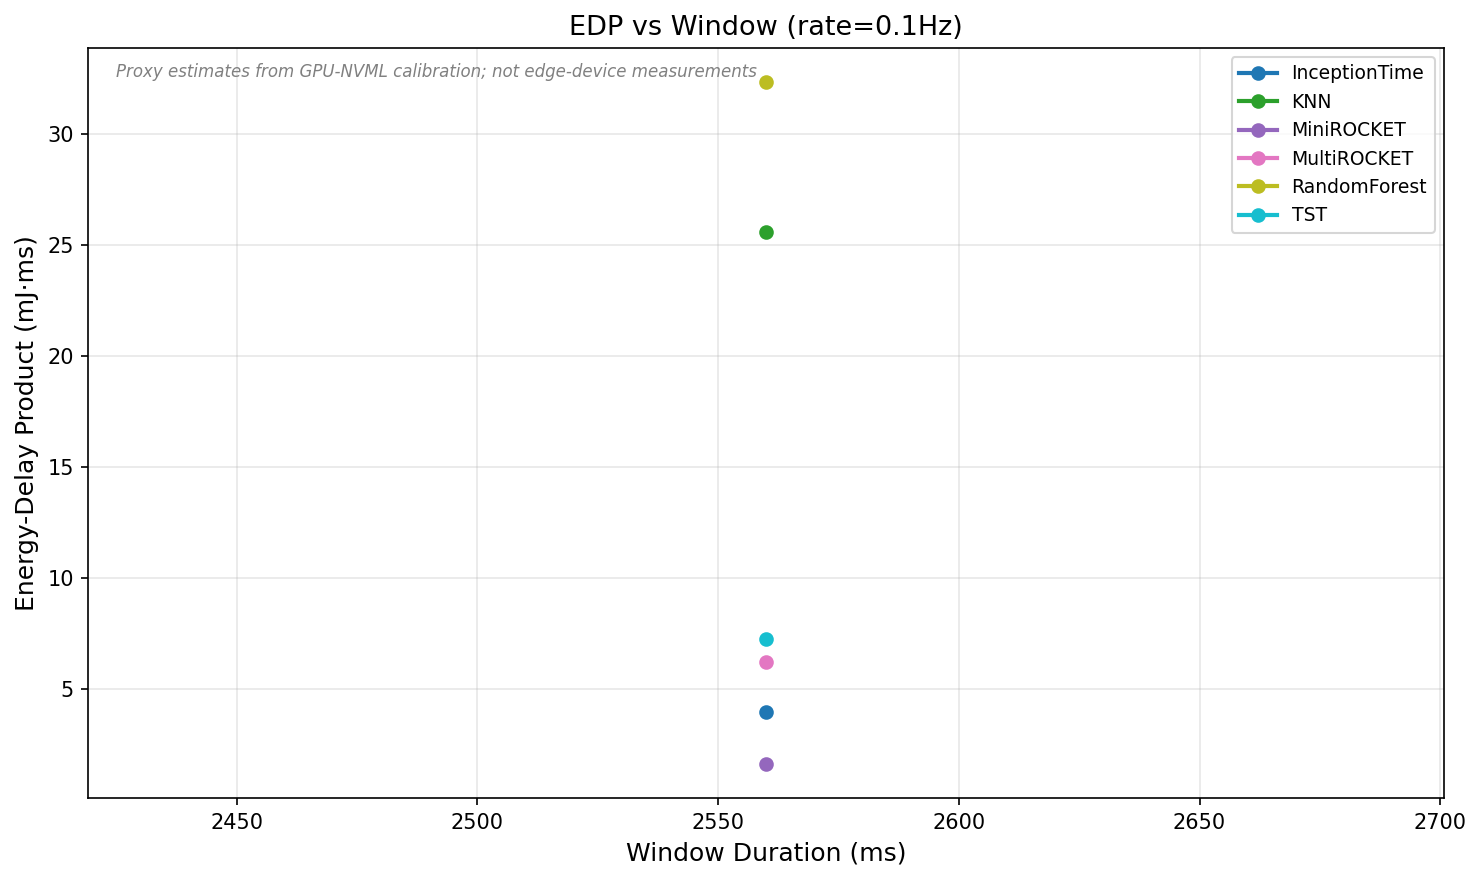 EDP vs Window (rate=0.1Hz)
Proxy estimates from GPU-NVML calibration; not edge-device measurements
InceptionTime
KNN
MiniROCKET
MultiROCKET
RandomForest
TST
Energy-Delay Product (mJ·ms)
30
25
20
15
10
5
2450 2500 2550 2600 2650 2700
Window Duration (ms)